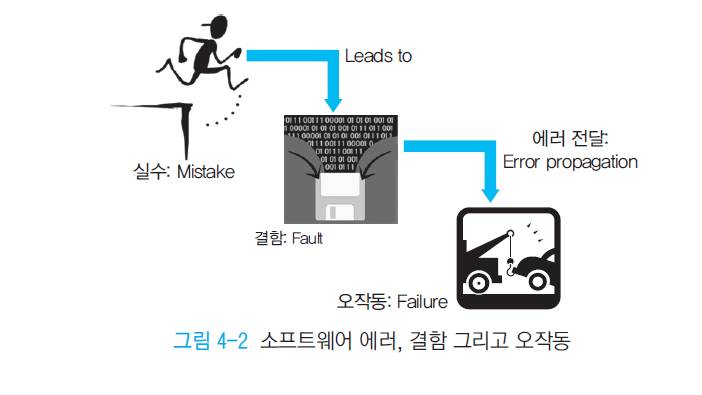 Leads to
실수: Mistake
에러 전달:
Error propagation
결함: Fault
오작동: Failure
그림 4-2 소프트웨어 에러, 결함 그리고 오작동